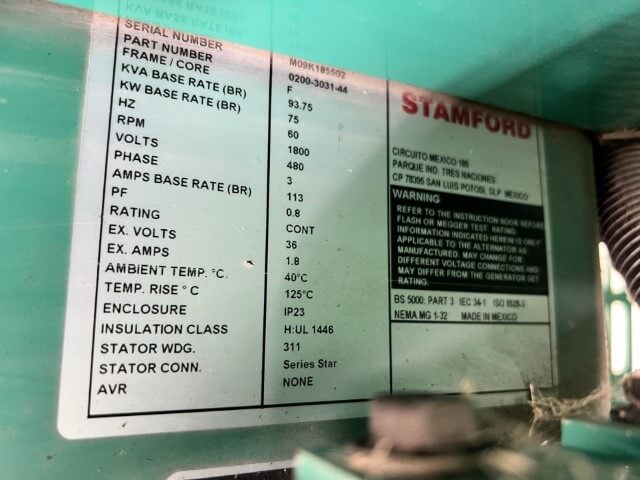 SERIAL NUMBER M09K185502
PART NUMBER 0200-3031-44
FRAME / CORE F
KVA BASE RATE (BR) 93.75
KW BASE RATE (BR) 75
HZ 60
RPM 1800
VOLTS 480
PHASE 3
AMPS BASE RATE (BR) 113
PF 0.8
RATING CONT
EX. VOLTS 36
EX. AMPS 1.8
AMBIENT TEMP. °C. 40°C
TEMP. RISE ° C 125°C
ENCLOSURE IP23
INSULATION CLASS H:UL 1446
STATOR WDG. 311
STATOR CONN. Series Star
AVR NONE
STAMFORD
CIRCUITO MEXICO 185
PARQUE IND. TRES NACIONES
CP 78395 SAN LUIS POTOSI, SLP MEXICO
WARNING
REFER TO THE INSTRUCTION BOOK BEFORE
FLASH OR MEGGER TEST. RATING
INFORMATION INDICATED HEREIN IS ONLY
APPLICABLE TO THE ALTERNATOR AS
MANUFACTURED. MAY CHANGE FOR
DIFFERENT VOLTAGE CONNECTIONS AND
MAY DIFFER FROM THE GENERATOR SET
RATING
BS 5000: PART 3 IEC 34-1 ISO 8528-3
NEMA MG 1-32 MADE IN MEXICO